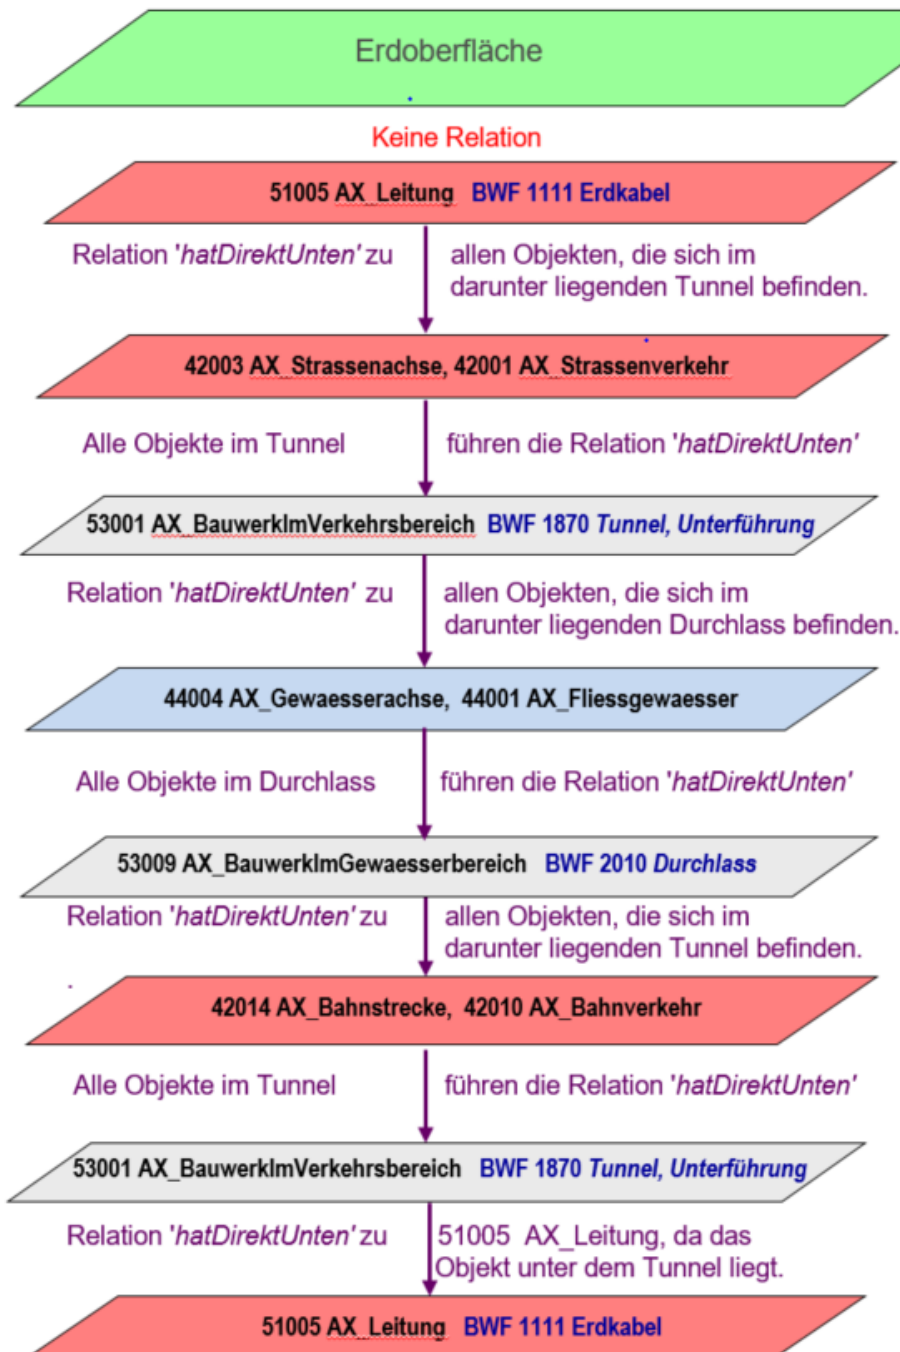 Erdoberfläche
Keine Relation
51005 AX_Leitung BWF 1111 Erdkabel
Relation 'hatDirektUnten' zu allen Objekten, die sich im
darunter liegenden Tunnel befinden.
42003 AX_Strassenachse, 42001 AX_Strassenverkehr
Alle Objekte im Tunnel führen die Relation 'hatDirektUnten'
53001 AX_BauwerkImVerkehrsbereich BWF 1870 Tunnel, Unterführung
Relation 'hatDirektUnten' zu allen Objekten, die sich im
darunter liegenden Durchlass befinden.
44004 AX_Gewaesserachse, 44001 AX_Fliessgewaesser
Alle Objekte im Durchlass führen die Relation 'hatDirektUnten'
53009 AX_BauwerkImGewaesserbereich BWF 2010 Durchlass
Relation 'hatDirektUnten' zu allen Objekten, die sich im
darunter liegenden Tunnel befinden.
42014 AX_Bahnstrecke, 42010 AX_Bahnverkehr
Alle Objekte im Tunnel führen die Relation 'hatDirektUnten'
53001 AX_BauwerkImVerkehrsbereich BWF 1870 Tunnel, Unterführung
Relation 'hatDirektUnten' zu 51005 AX_Leitung, da das
Objekt unter dem Tunnel liegt.
51005 AX_Leitung BWF 1111 Erdkabel